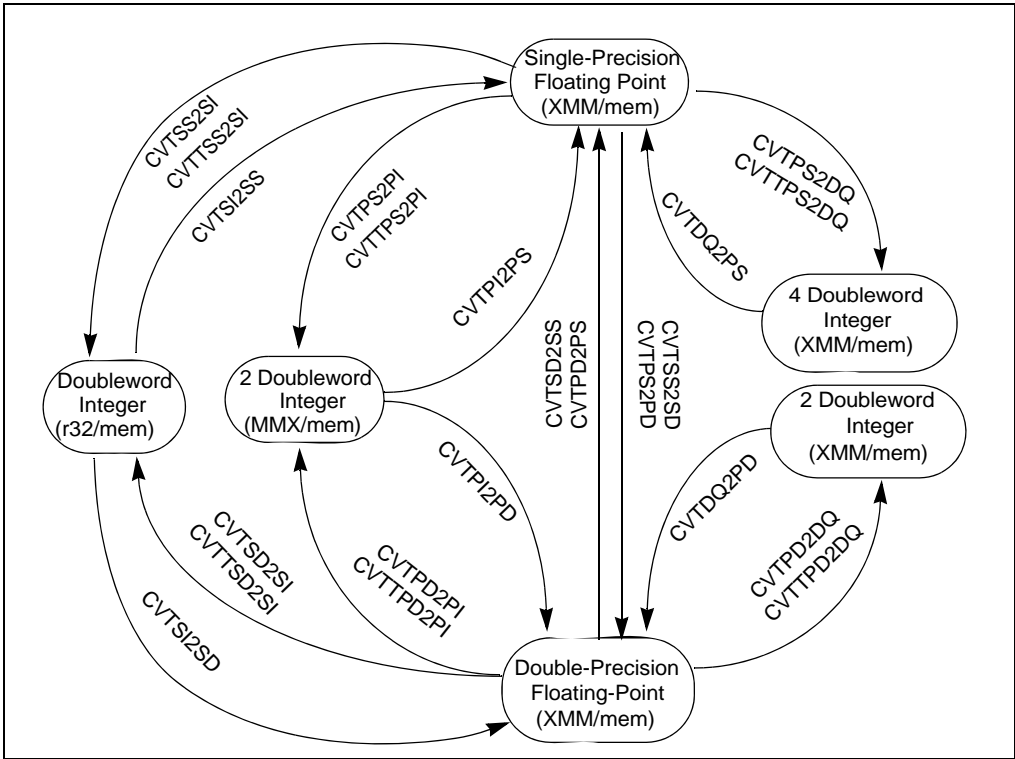 Single-Precision
Floating Point
(XMM/mem)
CVTSS2SI
CVTTSS2SI
CVTSI2SS
CVTPS2PI
CVTTPS2PI
CVTPI2PS
CVTPS2DQ
CVTTPS2DQ
CVTDQ2PS
4 Doubleword
Integer
(XMM/mem)
Doubleword
Integer
(r32/mem)
2 Doubleword
Integer
(MMX/mem)
CVTSD2SS
CVTPD2PS
CVTSS2SD
CVTPS2PD
2 Doubleword
Integer
(XMM/mem)
CVTPI2PD
CVTDQ2PD
CVTSD2SI
CVTTSD2SI
CVTPD2PI
CVTTPD2PI
CVTPD2DQ
CVTTPD2DQ
CVTSI2SD
Double-Precision
Floating-Point
(XMM/mem)